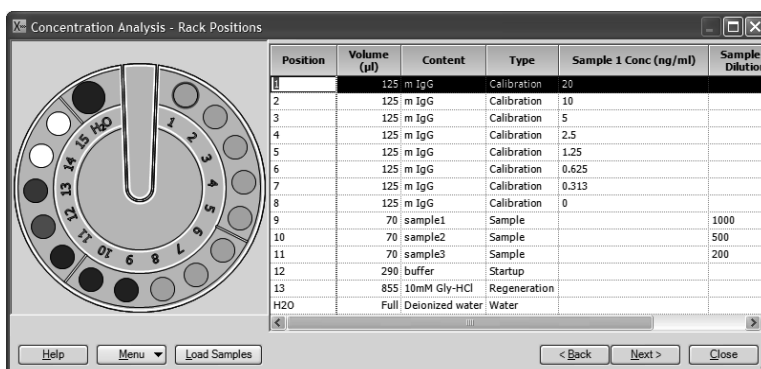 Concentration Analysis - Rack Positions
Position Volume (µl) Content Type Sample 1 Conc (ng/ml) Sample Dilutio
1 125 m IgG Calibration 20
2 125 m IgG Calibration 10
3 125 m IgG Calibration 5
4 125 m IgG Calibration 2.5
5 125 m IgG Calibration 1.25
6 125 m IgG Calibration 0.625
7 125 m IgG Calibration 0.313
8 125 m IgG Calibration 0
9 70 sample1 Sample 1000
10 70 sample2 Sample 500
11 70 sample3 Sample 200
12 290 buffer Startup
13 855 10mM Gly-HCl Regeneration
H2O Full Deionized water Water
H2O
1
2
3
4
5
6
7
8
9
10
11
12
13
14
15
Help Menu Load Samples < Back Next > Close